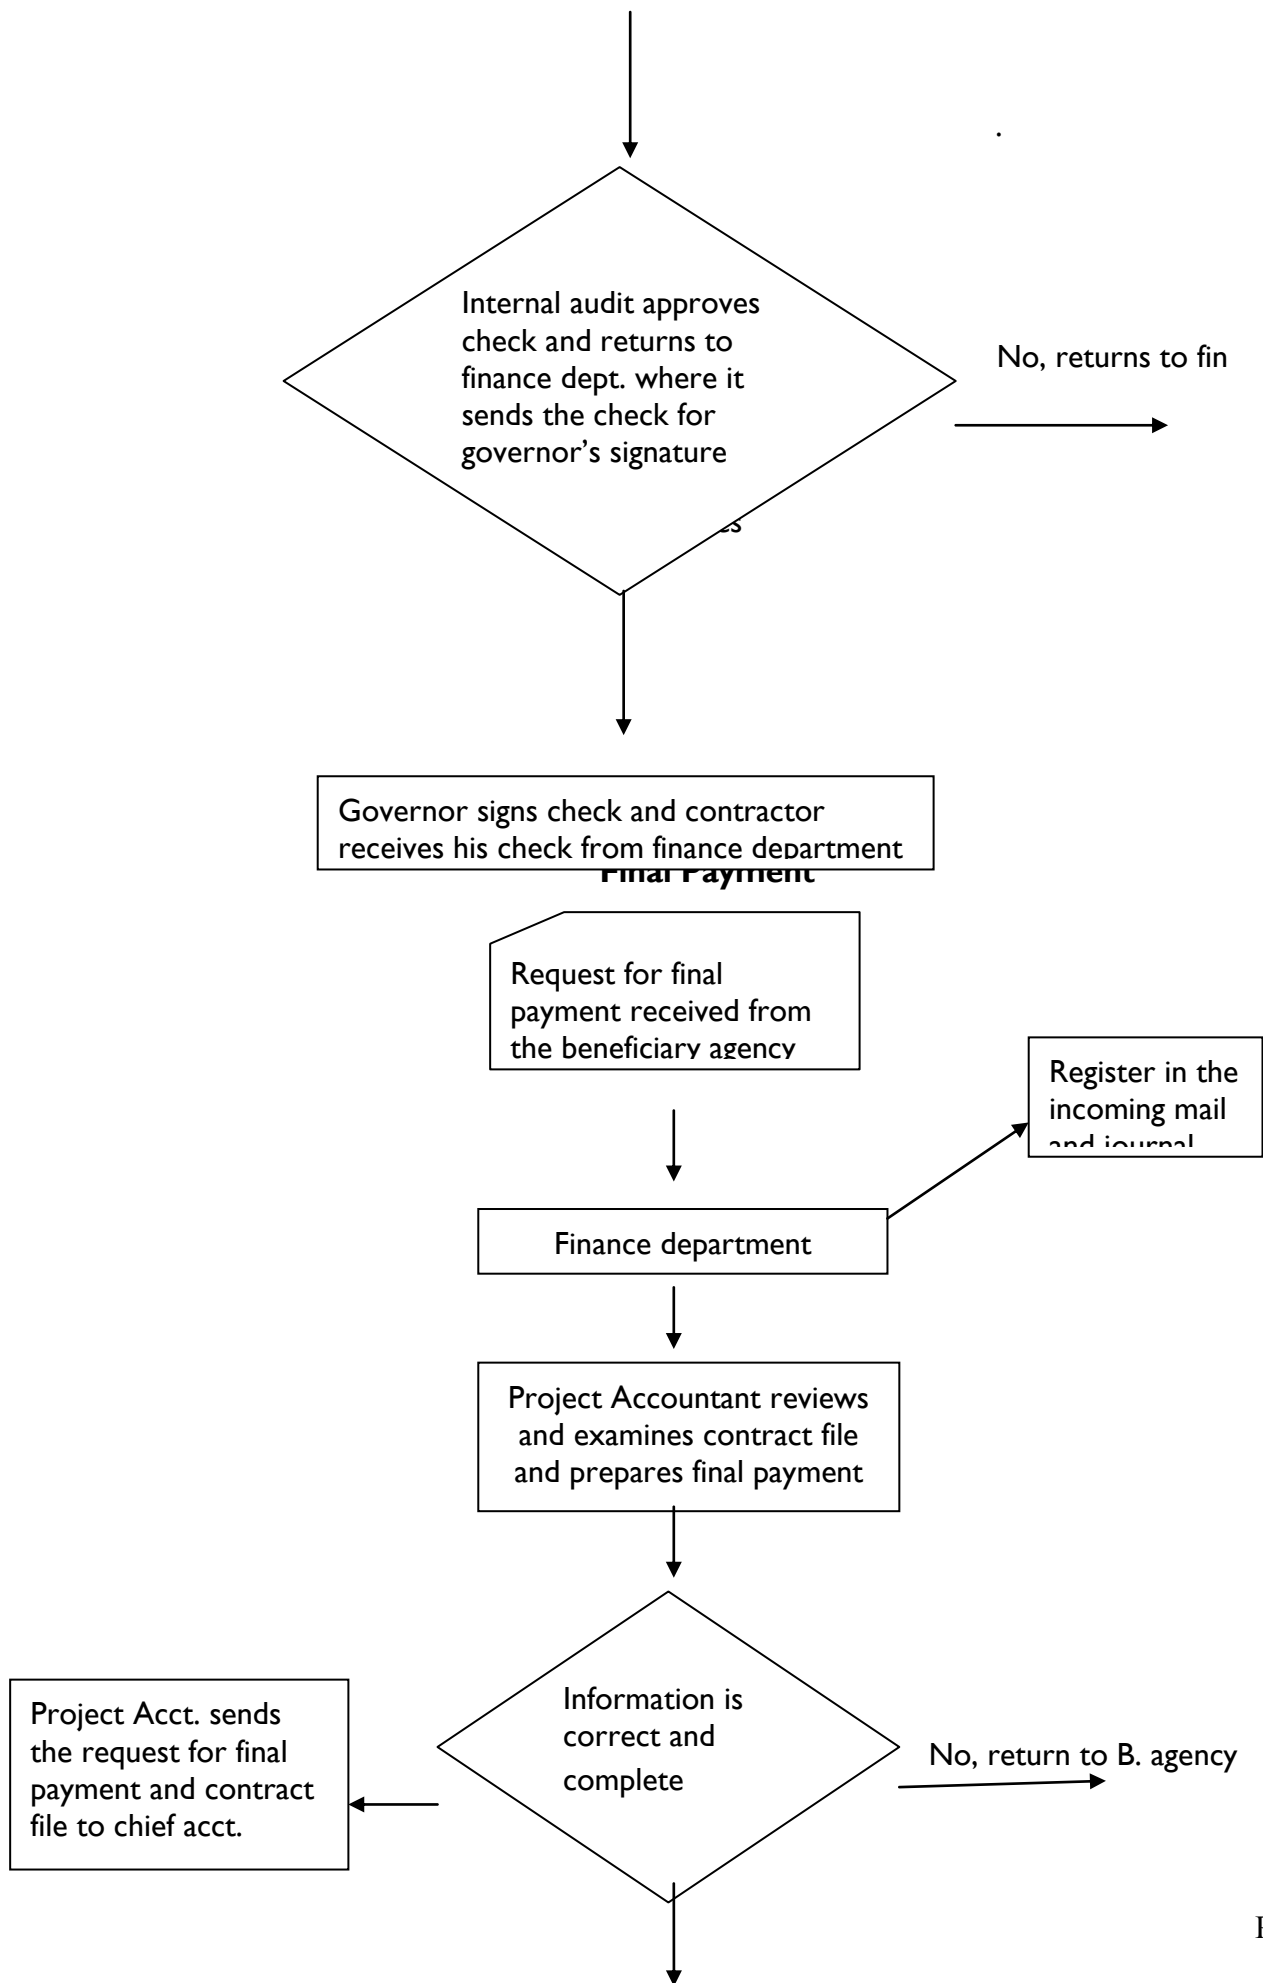 .
Internal audit approves
check and returns to
finance dept. where it
sends the check for
governor’s signature
No, returns to fin
Governor signs check and contractor
receives his check from finance department
Final Payment
Request for final
payment received from
the beneficiary agency
Register in the
incoming mail
and journal
Finance department
Project Accountant reviews
and examines contract file
and prepares final payment
Information is
correct and
complete
No, return to B. agency
Project Acct. sends
the request for final
payment and contract
file to chief acct.